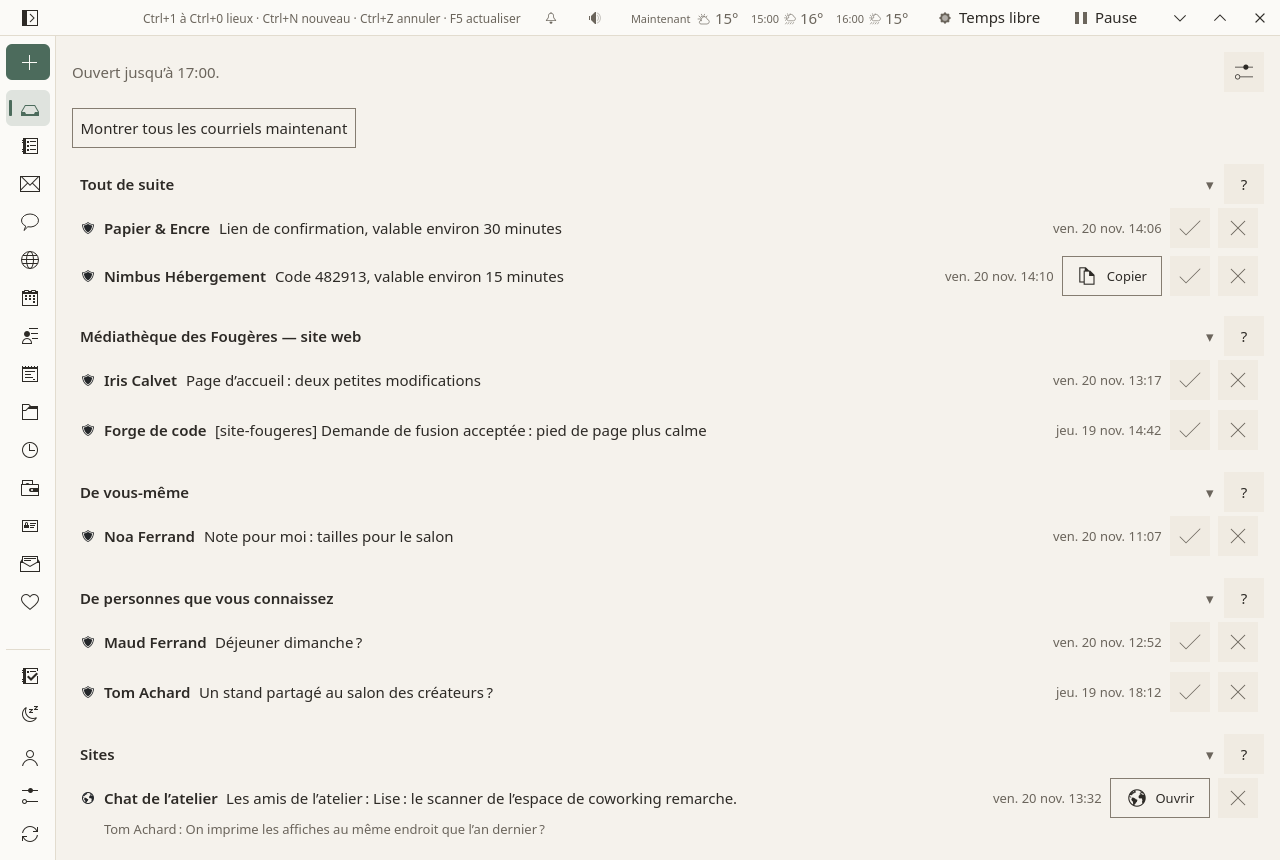 Ctrl+1 à Ctrl+0 lieux · Ctrl+N nouveau · Ctrl+Z annuler · F5 actualiser
Maintenant 15° 15:00 16° 16:00 15°
Temps libre
Pause
Ouvert jusqu’à 17:00.
Montrer tous les courriels maintenant
Tout de suite ?
Papier & Encre Lien de confirmation, valable environ 30 minutes ven. 20 nov. 14:06
Nimbus Hébergement Code 482913, valable environ 15 minutes ven. 20 nov. 14:10 Copier
Médiathèque des Fougères — site web ?
Iris Calvet Page d’accueil : deux petites modifications ven. 20 nov. 13:17
Forge de code [site-fougeres] Demande de fusion acceptée : pied de page plus calme jeu. 19 nov. 14:42
De vous-même ?
Noa Ferrand Note pour moi : tailles pour le salon ven. 20 nov. 11:07
De personnes que vous connaissez ?
Maud Ferrand Déjeuner dimanche ? ven. 20 nov. 12:52
Tom Achard Un stand partagé au salon des créateurs ? jeu. 19 nov. 18:12
Sites ?
Chat de l’atelier Les amis de l’atelier : Lise : le scanner de l’espace de coworking remarche. ven. 20 nov. 13:32 Ouvrir
Tom Achard : On imprime les affiches au même endroit que l’an dernier ?